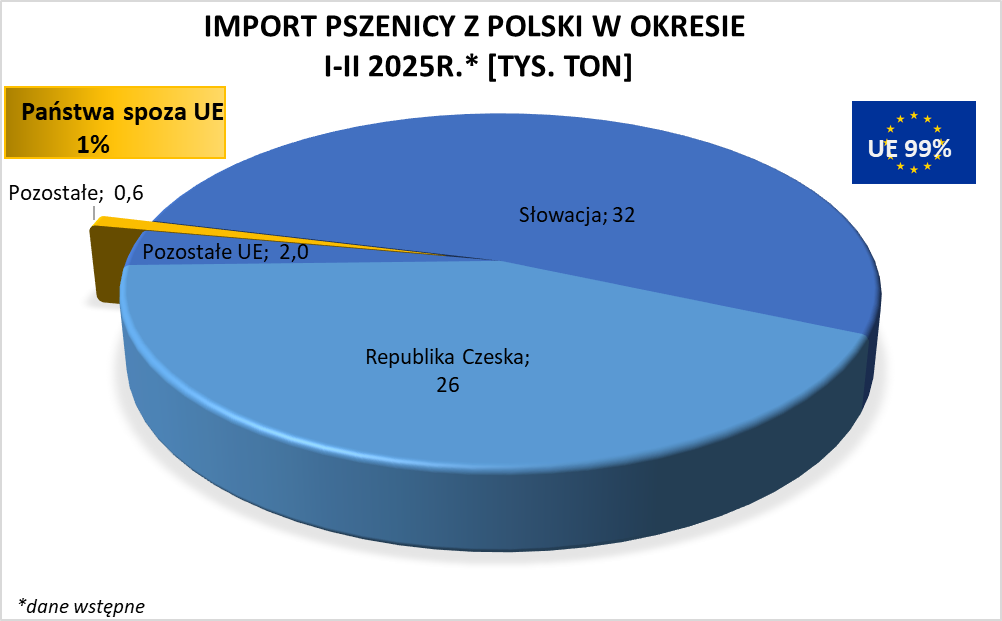 IMPORT PSZENICY Z POLSKI W OKRESIE
I-II 2025R.* [TYS. TON]
Państwa spoza UE
1%
UE 99%
Pozostałe; 0,6
Słowacja; 32
Pozostałe UE; 2,0
Republika Czeska;
26
*dane wstępne